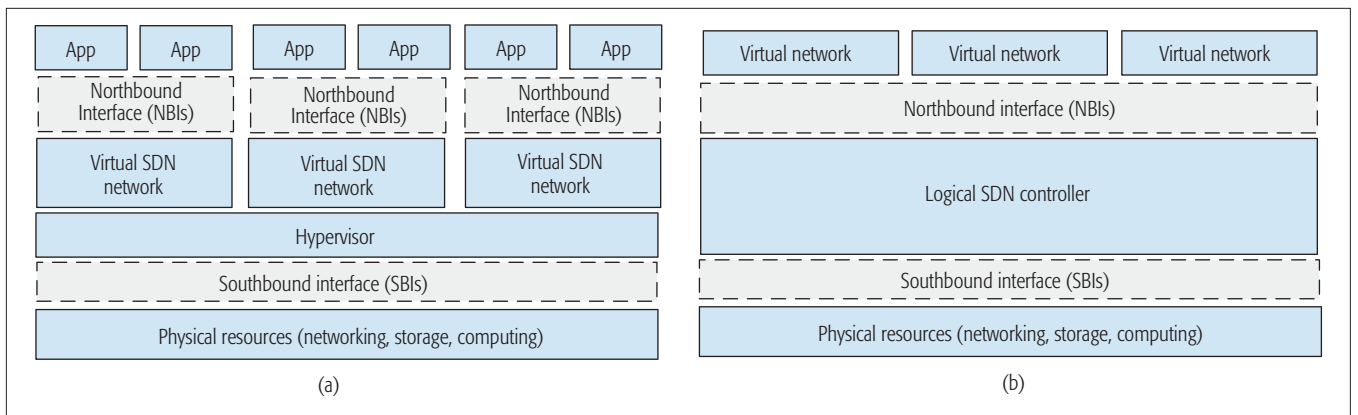 App
App
App
App
App
App
Northbound
Interface (NBIs)
Northbound
Interface (NBIs)
Northbound
Interface (NBIs)
Virtual SDN
network
Virtual SDN
network
Virtual SDN
network
Hypervisor
Southbound interface (SBIs)
Physical resources (networking, storage, computing)
(a)
Virtual network
Virtual network
Virtual network
Northbound interface (NBIs)
Logical SDN controller
Southbound interface (SBIs)
Physical resources (networking, storage, computing)
(b)